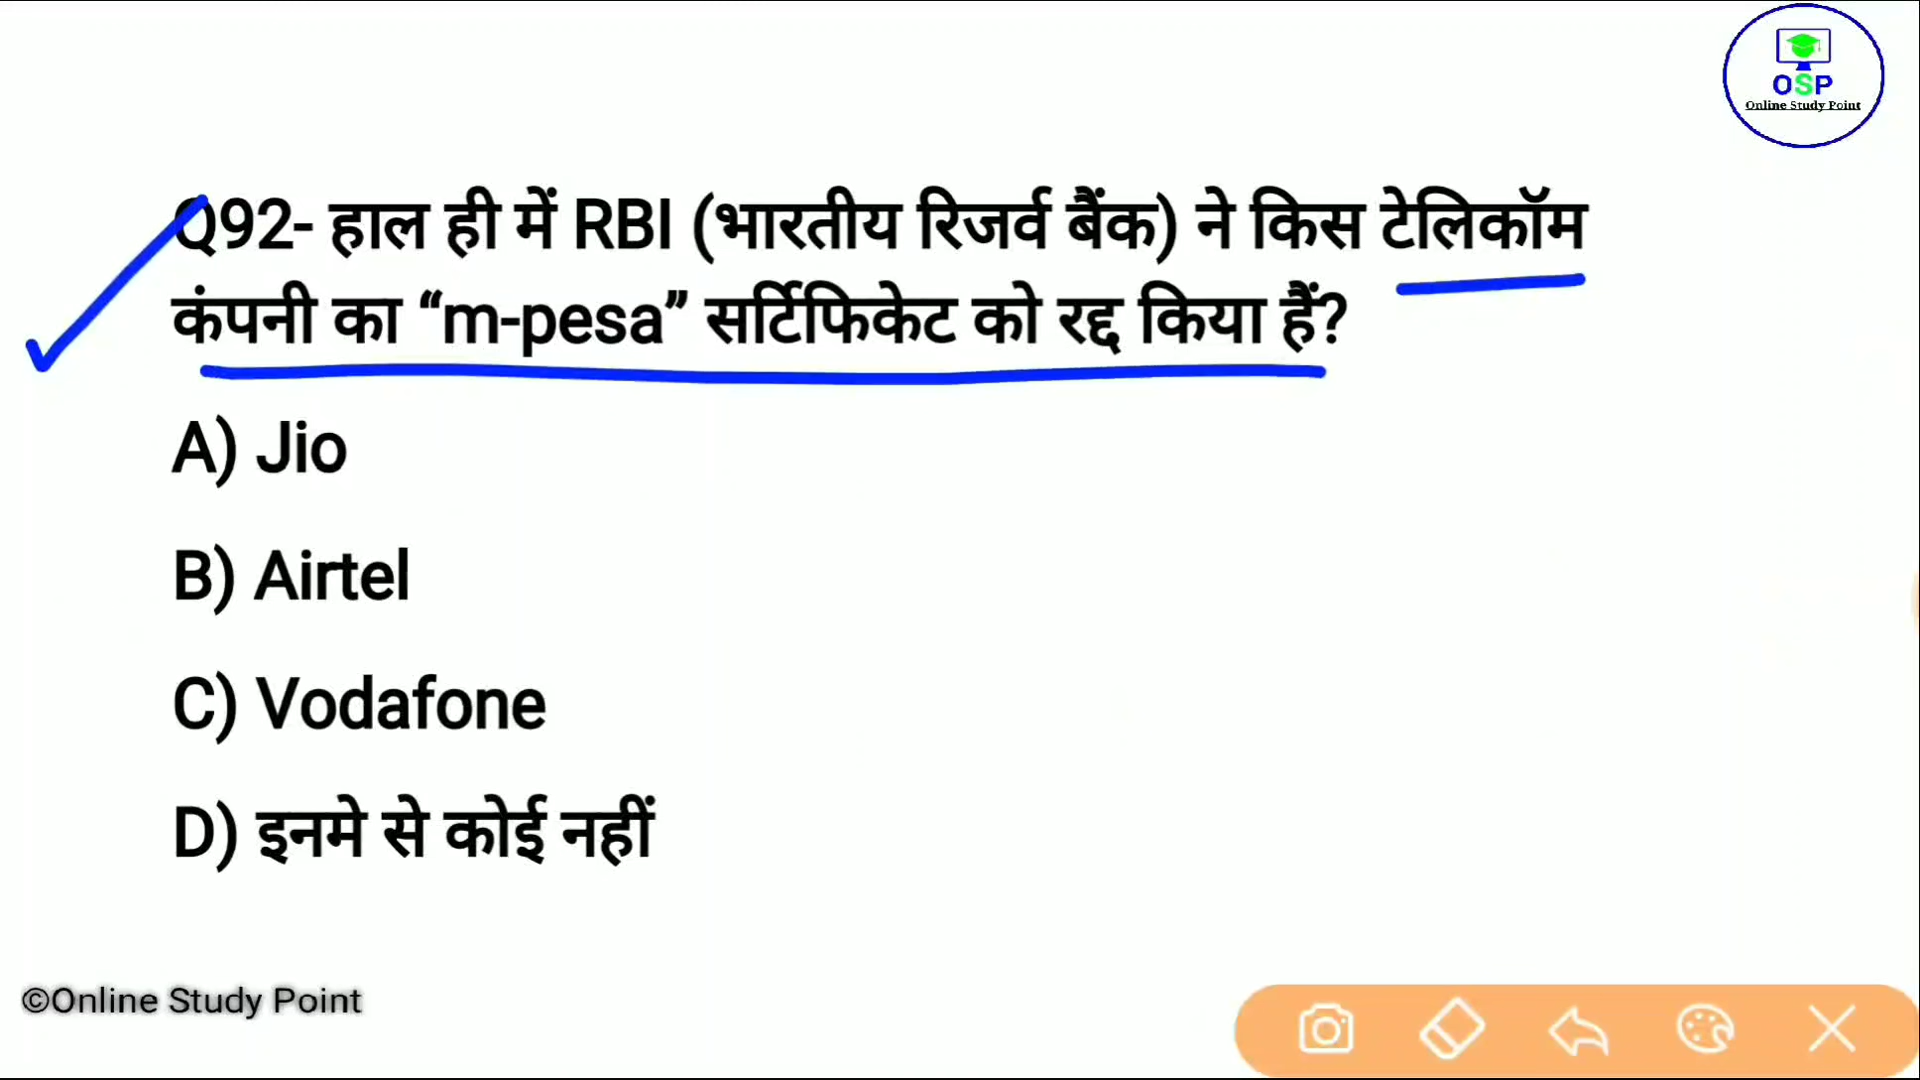 OSP
Online Study Point
Q92- हाल ही में RBI (भारतीय रिजर्व बैंक) ने किस टेलिकॉम
कंपनी का “m-pesa” सर्टिफिकेट को रद्द किया हैं?
A) Jio
B) Airtel
C) Vodafone
D) इनमे से कोई नहीं
©Online Study Point